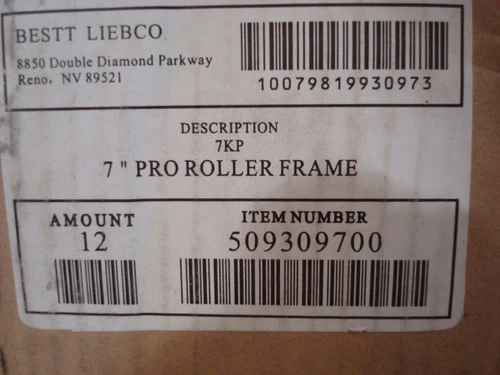 BESTT LIEBCO
8850 Double Diamond Parkway
Reno, NV 89521
10079819930973
DESCRIPTION
7KP
7 " PRO ROLLER FRAME
AMOUNT
12
ITEM NUMBER
509309700